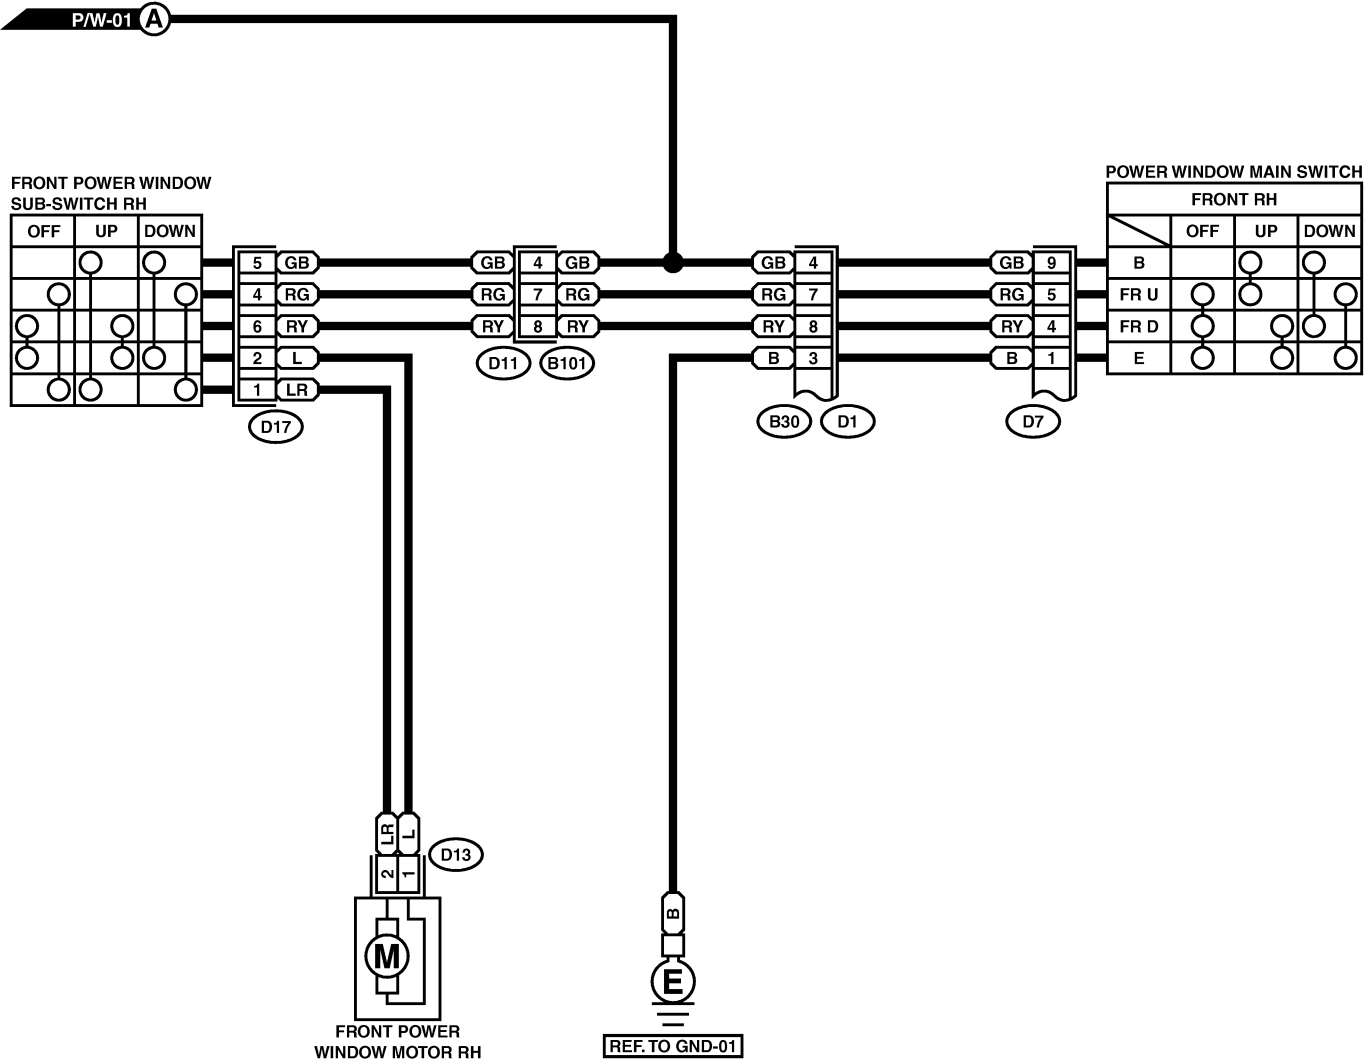 P/W-01 A
POWER WINDOW MAIN SWITCH
FRONT RH
OFF UP DOWN
B
FR U
FR D
E
FRONT POWER WINDOW
SUB-SWITCH RH
OFF UP DOWN
5 GB GB 4 GB GB 4 GB 9
4 RG RG 7 RG RG 7 RG 5
6 RY RY 8 RY RY 8 RY 4
2 L B 3 B 1
1 LR
D17
D11 B101
B30 D1
D7
LR L
2 1
D13
M
FRONT POWER
WINDOW MOTOR RH
B
E
REF. TO GND-01